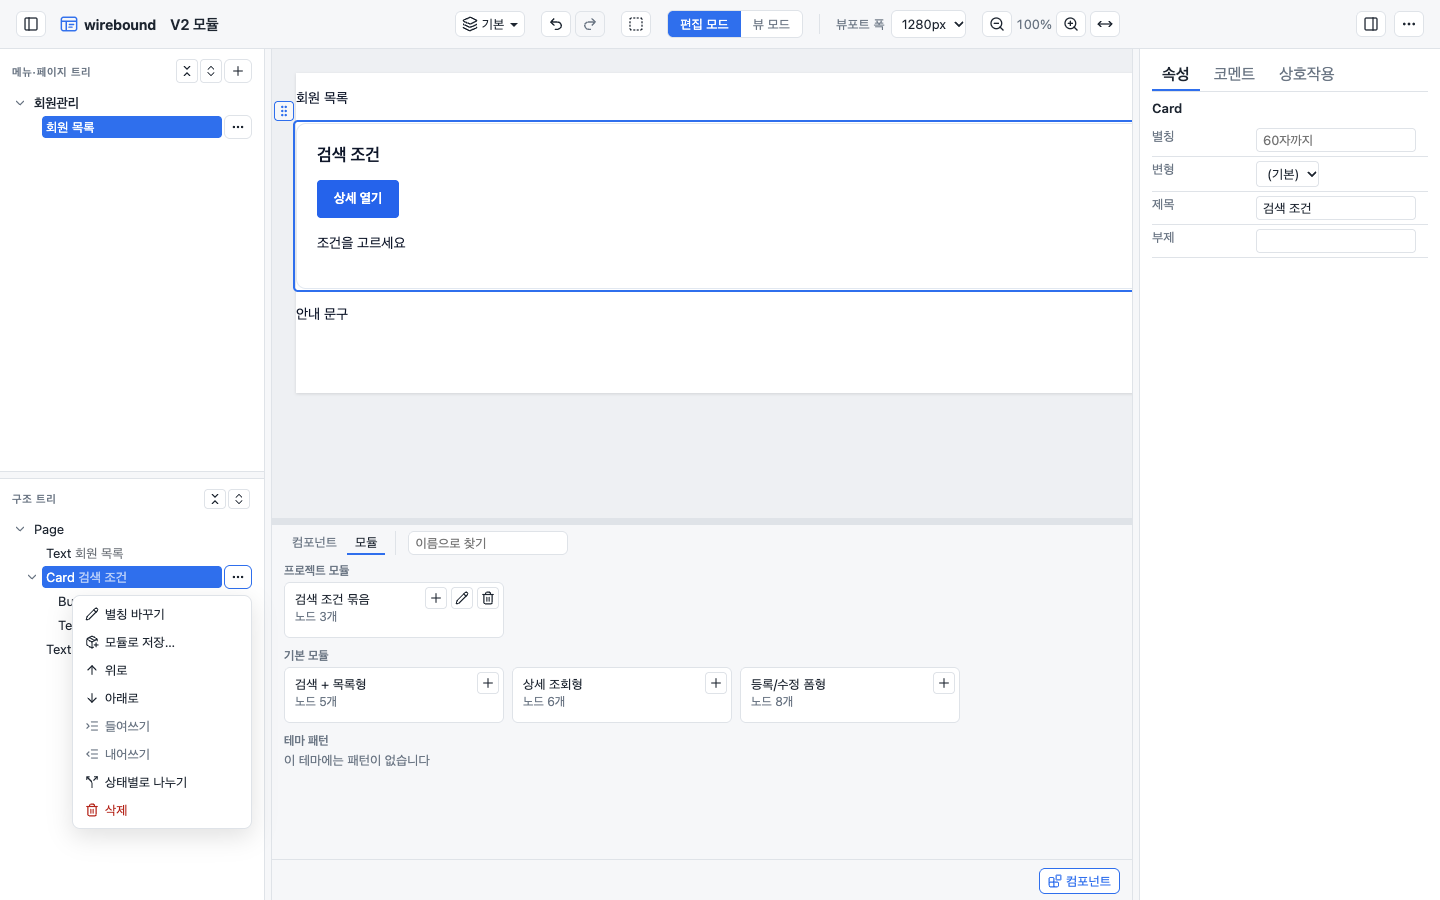 wirebound V2 모듈
기본
편집 모드 뷰 모드
뷰포트 폭 1280px
100%
메뉴·페이지 트리
회원관리
회원 목록
구조 트리
Page
Text 회원 목록
Card 검색 조건
Bu
Te
Text
별칭 바꾸기
모듈로 저장...
위로
아래로
들여쓰기
내어쓰기
상태별로 나누기
삭제
회원 목록
검색 조건
상세 열기
조건을 고르세요
안내 문구
컴포넌트 모듈 이름으로 찾기
프로젝트 모듈
검색 조건 묶음
노드 3개
기본 모듈
검색 + 목록형
노드 5개
상세 조회형
노드 6개
등록/수정 폼형
노드 8개
테마 패턴
이 테마에는 패턴이 없습니다
컴포넌트
속성 코멘트 상호작용
Card
별칭 60자까지
변형 (기본)
제목 검색 조건
부제